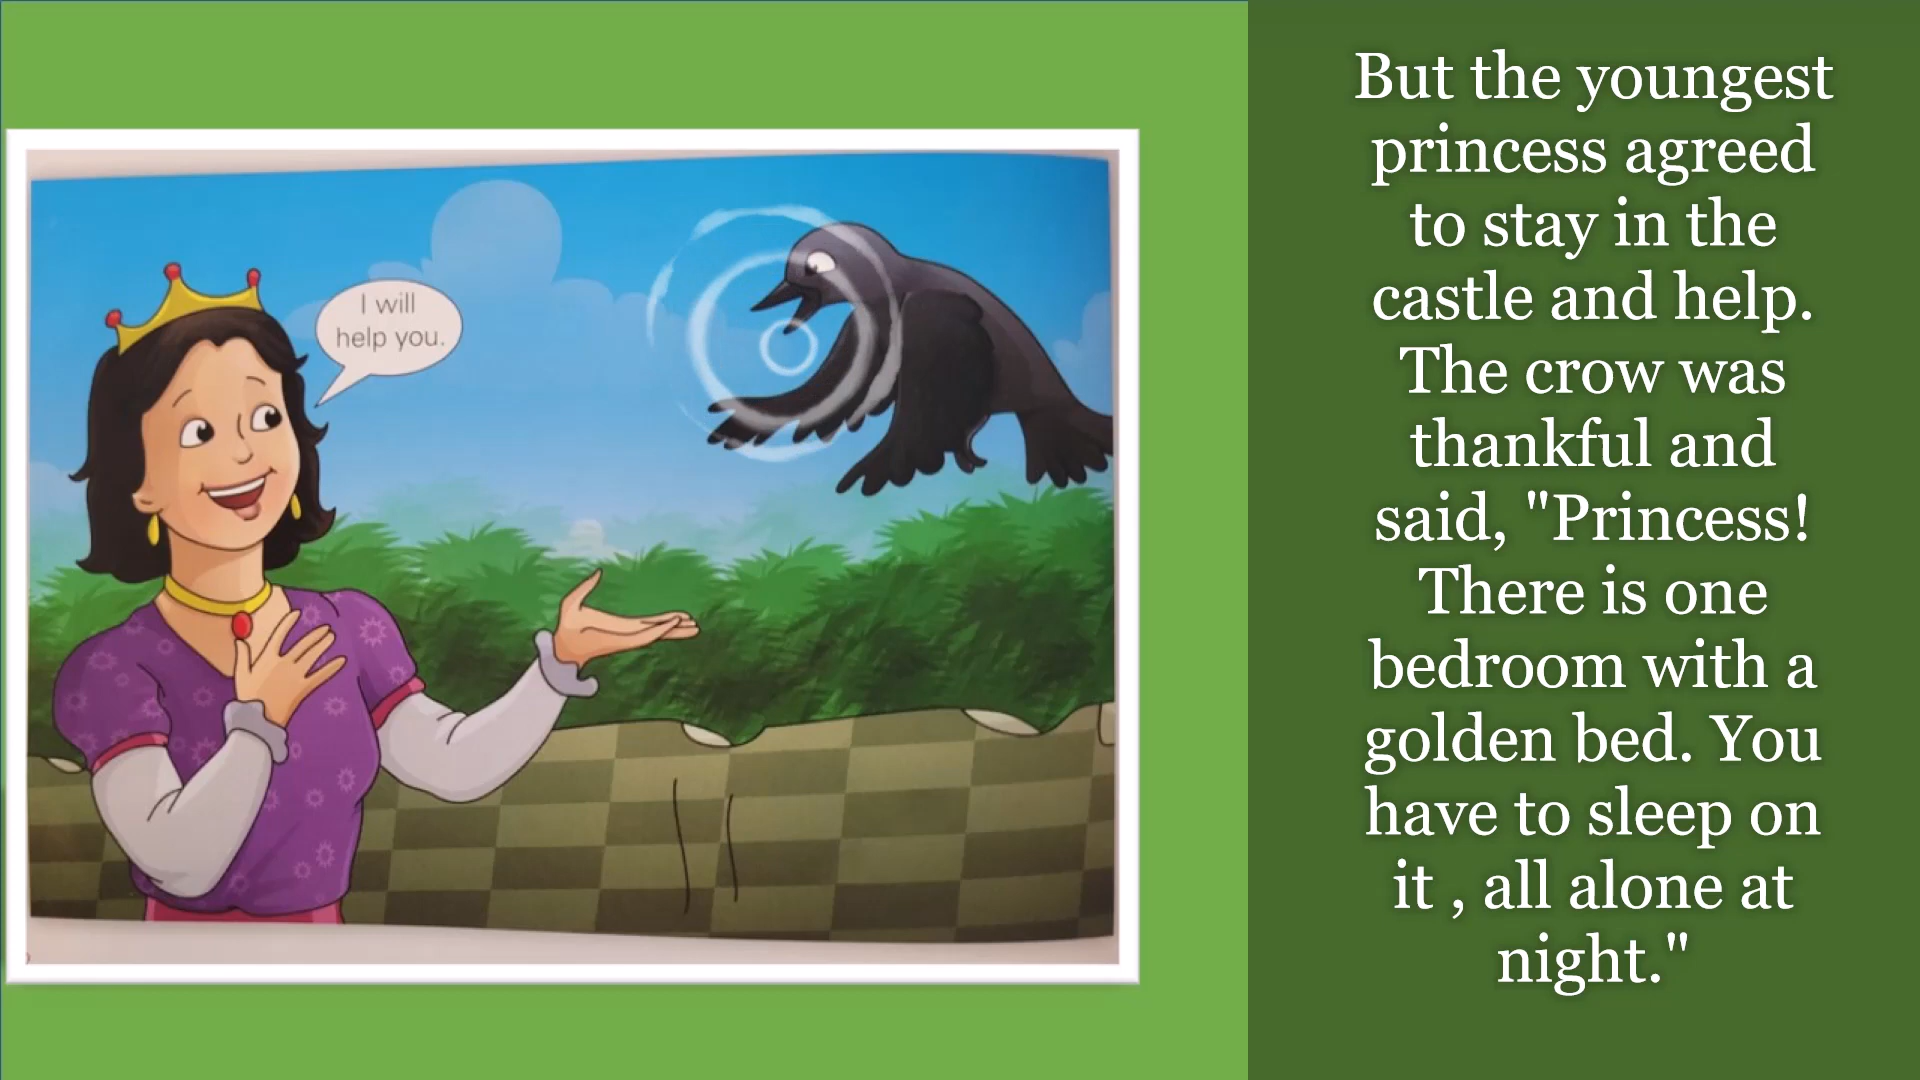 I will
help you.
But the youngest
princess agreed
to stay in the
castle and help.
The crow was
thankful and
said, "Princess!
There is one
bedroom with a
golden bed. You
have to sleep on
it , all alone at
night."